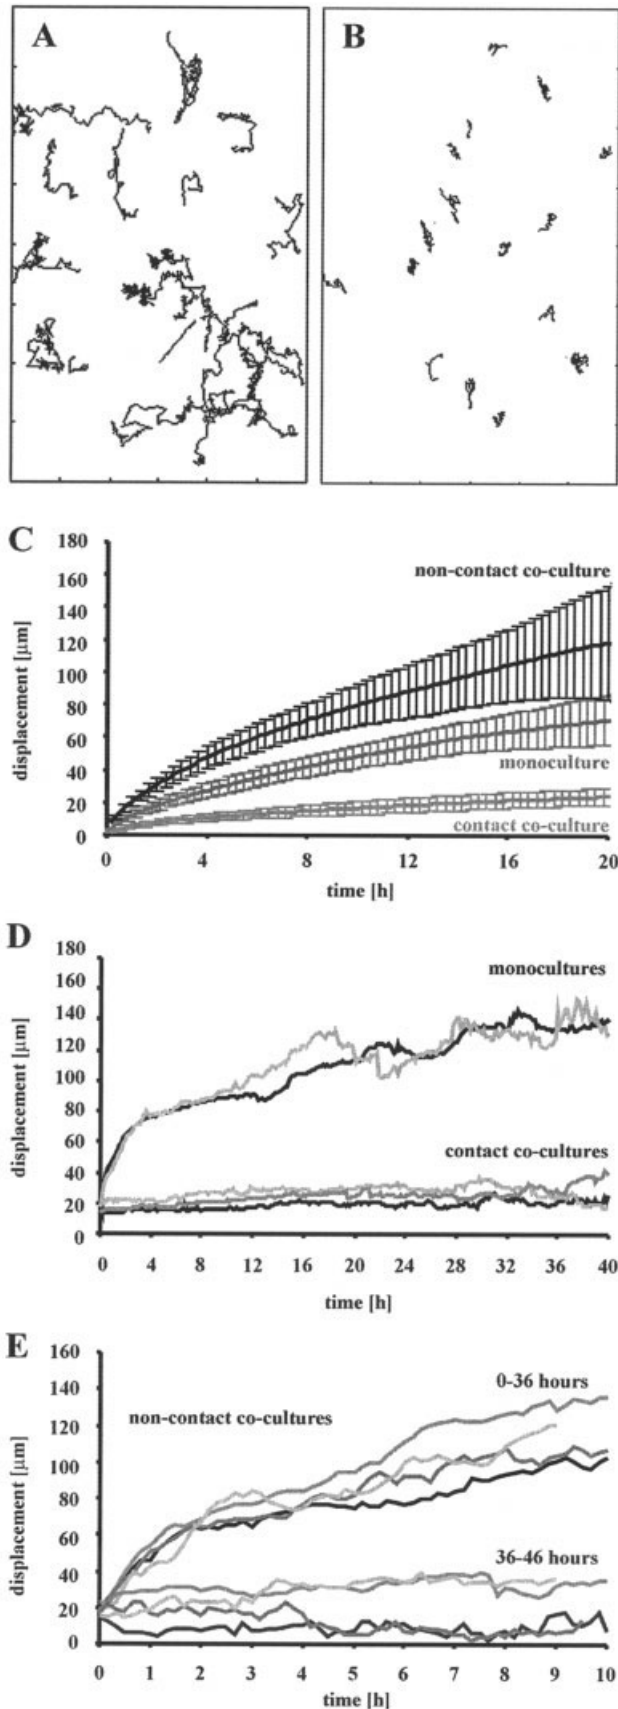 A
B
C
180
160
140
120
100
80
60
40
20
0
displacement [µm]
non-contact co-culture
monoculture
contact co-culture
0 4 8 12 16 20
time [h]
D
180
160
140
120
100
80
60
40
20
0
displacement [µm]
monocultures
contact co-cultures
0 4 8 12 16 20 24 28 32 36 40
time [h]
E
160
140
120
100
80
60
40
20
0
displacement [µm]
non-contact co-cultures
0-36 hours
36-46 hours
0 1 2 3 4 5 6 7 8 9 10
time [h]